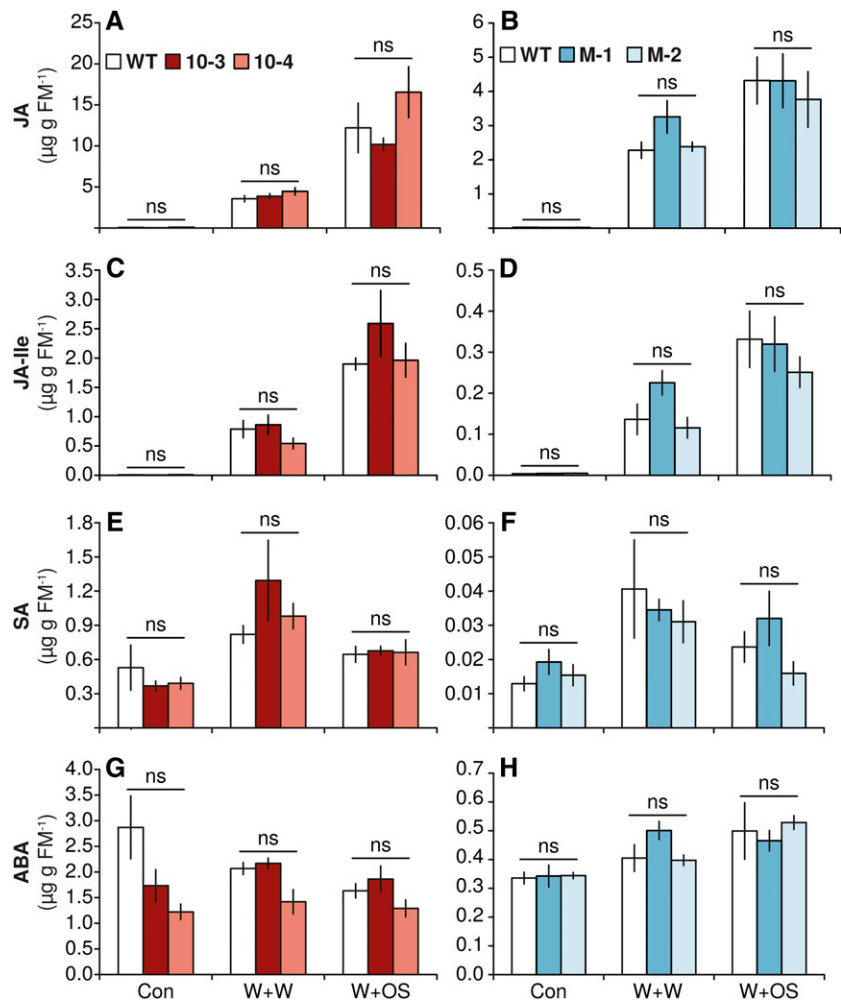 A
25
20
15
10
5
JA
(µg g FM⁻¹)
WT 10-3 10-4
ns
ns
ns
B
6
5
4
3
2
1
0
WT M-1 M-2
ns
ns
ns
C
3.5
3.0
2.5
2.0
1.5
1.0
0.5
0.0
JA-Ile
(µg g FM⁻¹)
ns
ns
ns
D
0.5
0.4
0.3
0.2
0.1
0.0
ns
ns
ns
E
1.8
1.5
1.2
0.9
0.6
0.3
SA
(µg g FM⁻¹)
ns
ns
ns
F
0.06
0.05
0.04
0.03
0.02
0.01
ns
ns
ns
G
4.0
3.5
3.0
2.5
2.0
1.5
1.0
0.5
0.0
ABA
(µg g FM⁻¹)
ns
ns
ns
Con W+W W+OS
H
0.7
0.6
0.5
0.4
0.3
0.2
0.1
0.0
ns
ns
ns
Con W+W W+OS